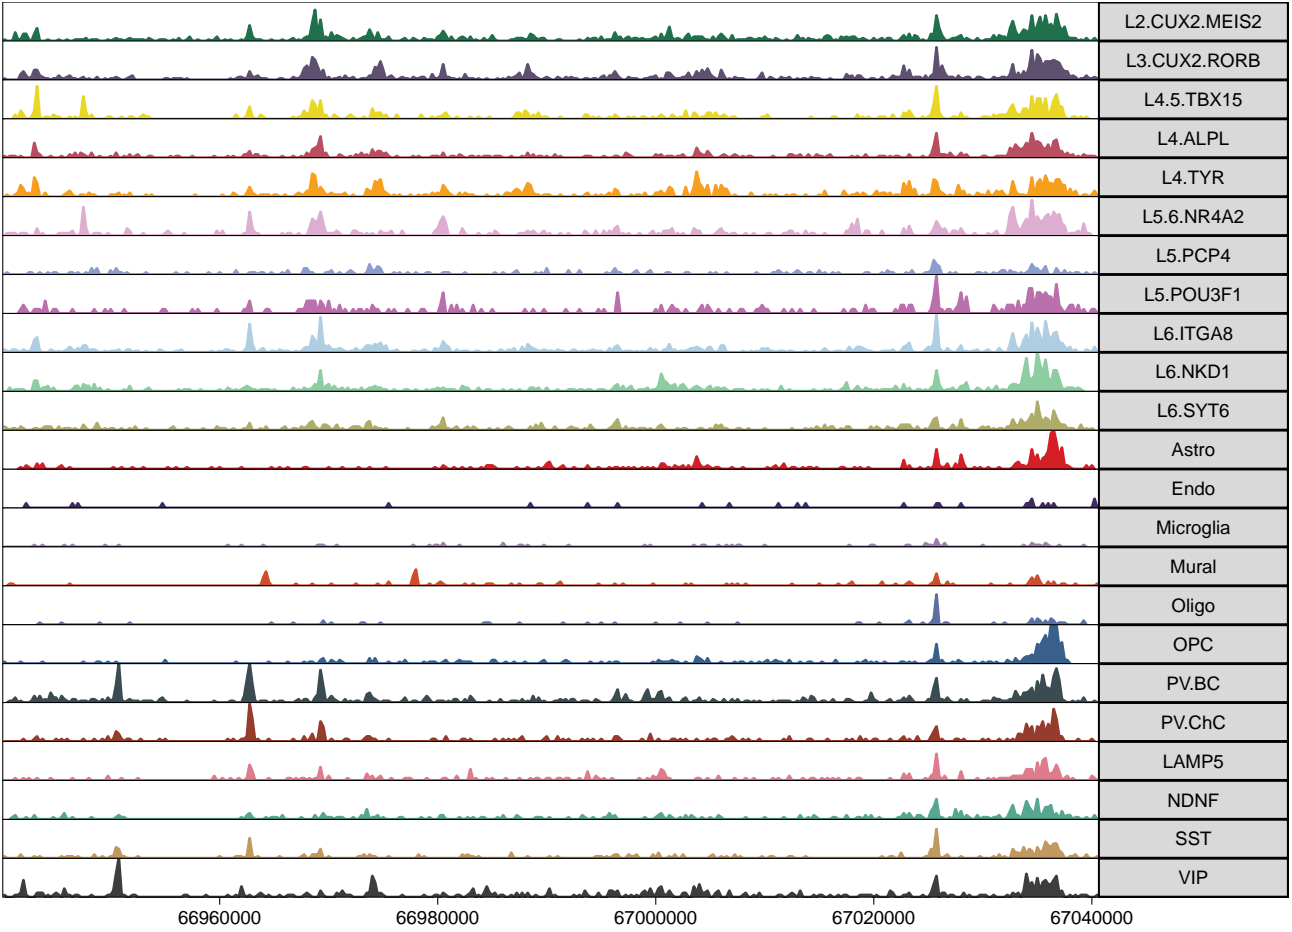 L2.CUX2.MEIS2
L3.CUX2.RORB
L4.5.TBX15
L4.ALPL
L4.TYR
L5.6.NR4A2
L5.PCP4
L5.POU3F1
L6.ITGA8
L6.NKD1
L6.SYT6
Astro
Endo
Microglia
Mural
Oligo
OPC
PV.BC
PV.ChC
LAMP5
NDNF
SST
VIP
66960000 66980000 67000000 67020000 67040000